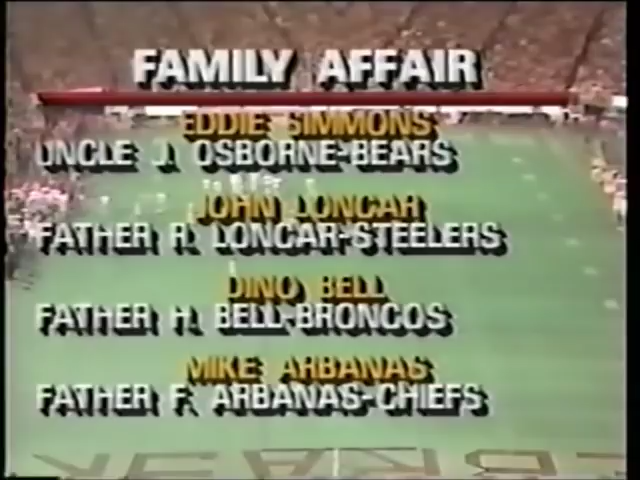 FAMILY AFFAIR
EDDIE SIMMONS
UNCLE J. OSBORNE-BEARS
JOHN LONCAR
FATHER R. LONCAR-STEELERS
DINO BELL
FATHER H. BELL-BRONCOS
MIKE ARBANAS
FATHER F. ARBANAS-CHIEFS